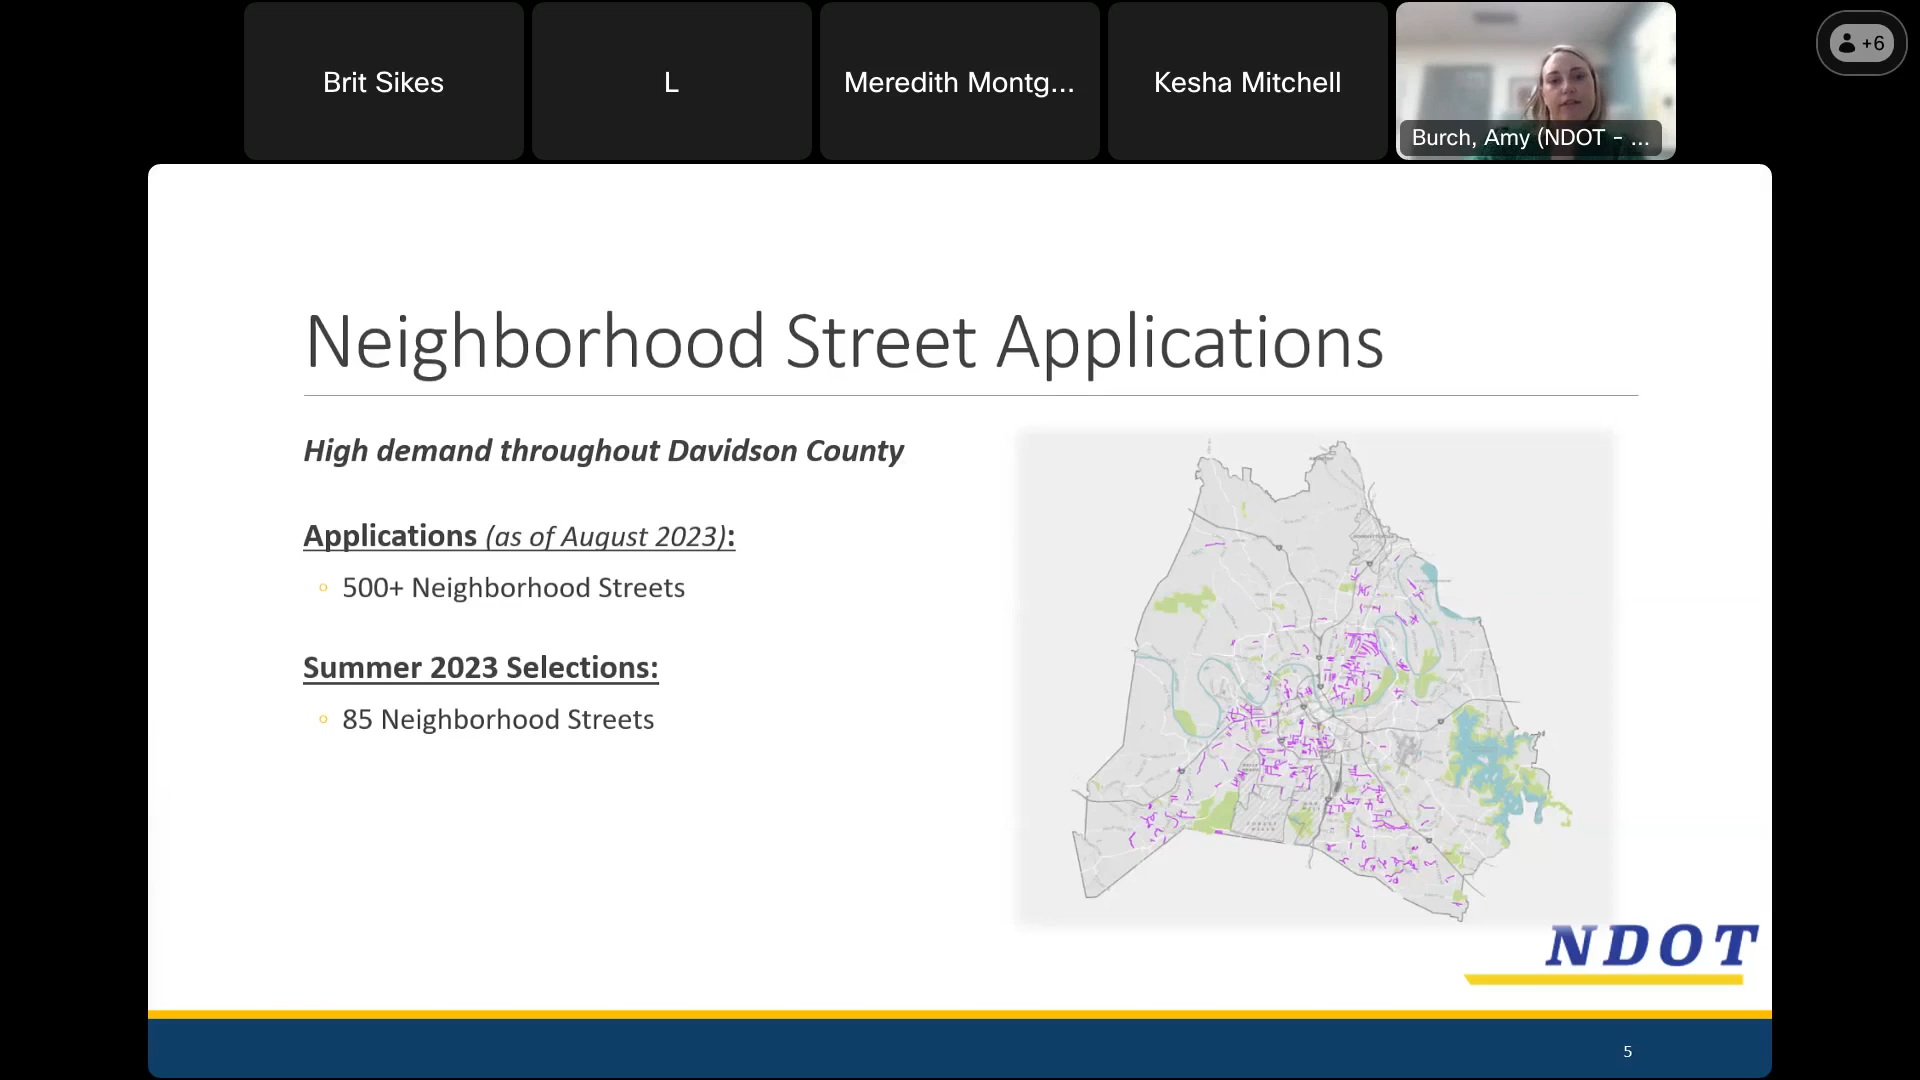 Brit Sikes
L
Meredith Montg...
Kesha Mitchell
+6
Burch, Amy (NDOT - ...
Neighborhood Street Applications
High demand throughout Davidson County
Applications (as of August 2023):
500+ Neighborhood Streets
Summer 2023 Selections:
85 Neighborhood Streets
NDOT
5